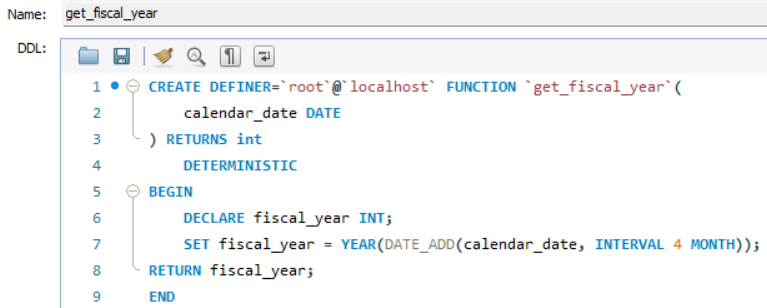 Name: get_fiscal_year
DDL:
1 CREATE DEFINER=`root`@`localhost` FUNCTION `get_fiscal_year`(
2 calendar_date DATE
3 ) RETURNS int
4 DETERMINISTIC
5 BEGIN
6 DECLARE fiscal_year INT;
7 SET fiscal_year = YEAR(DATE_ADD(calendar_date, INTERVAL 4 MONTH));
8 RETURN fiscal_year;
9 END